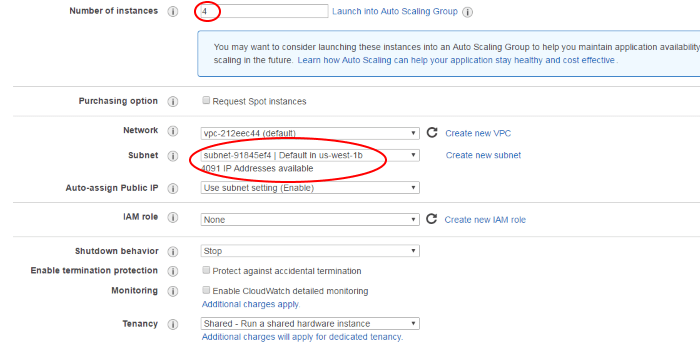 Number of instances i 4 Launch into Auto Scaling Group i
You may want to consider launching these instances into an Auto Scaling Group to help you maintain application availability
scaling in the future. Learn how Auto Scaling can help your application stay healthy and cost effective.
Purchasing option i Request Spot instances
Network i vpc-212eec44 (default) Create new VPC
Subnet i subnet-91845ef4 | Default in us-west-1b Create new subnet
4091 IP Addresses available
Auto-assign Public IP i Use subnet setting (Enable)
IAM role i None Create new IAM role
Shutdown behavior i Stop
Enable termination protection i Protect against accidental termination
Monitoring i Enable CloudWatch detailed monitoring
Additional charges apply.
Tenancy i Shared - Run a shared hardware instance
Additional charges will apply for dedicated tenancy.